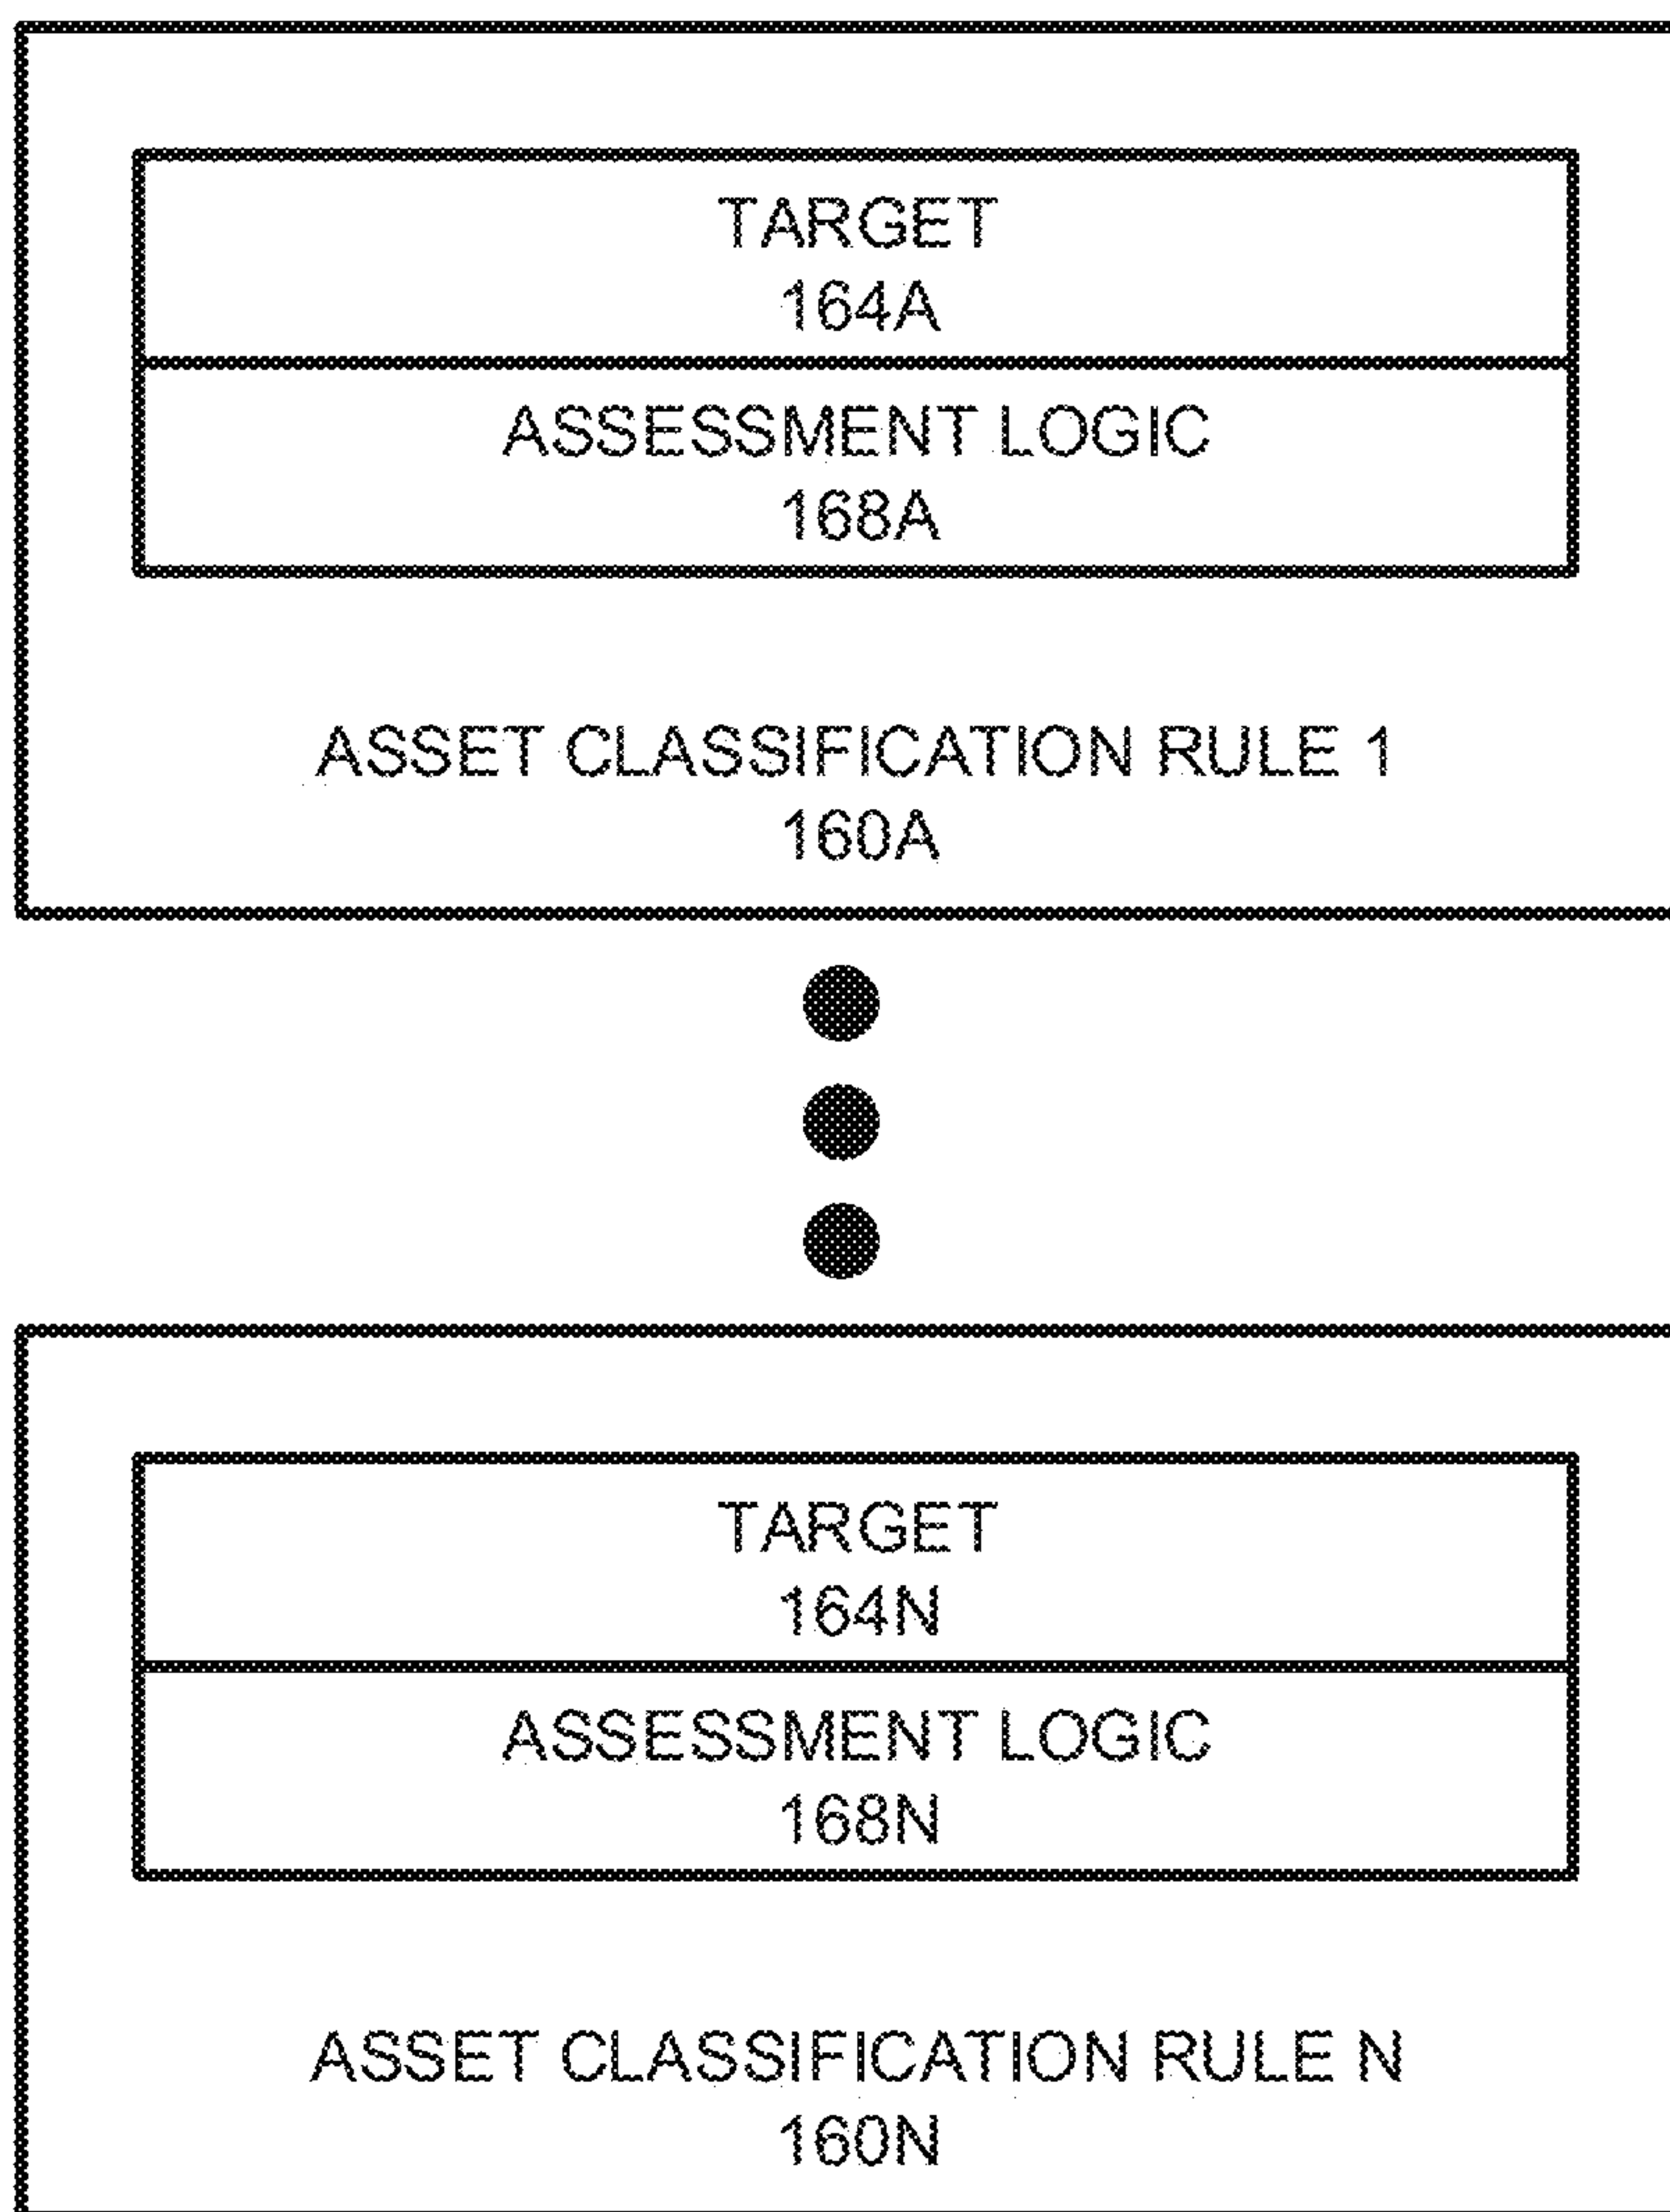 TARGET
164A
ASSESSMENT LOGIC
168A
ASSET CLASSIFICATION RULE 1
160A
TARGET
164N
ASSESSMENT LOGIC
168N
ASSET CLASSIFICATION RULE N
160N